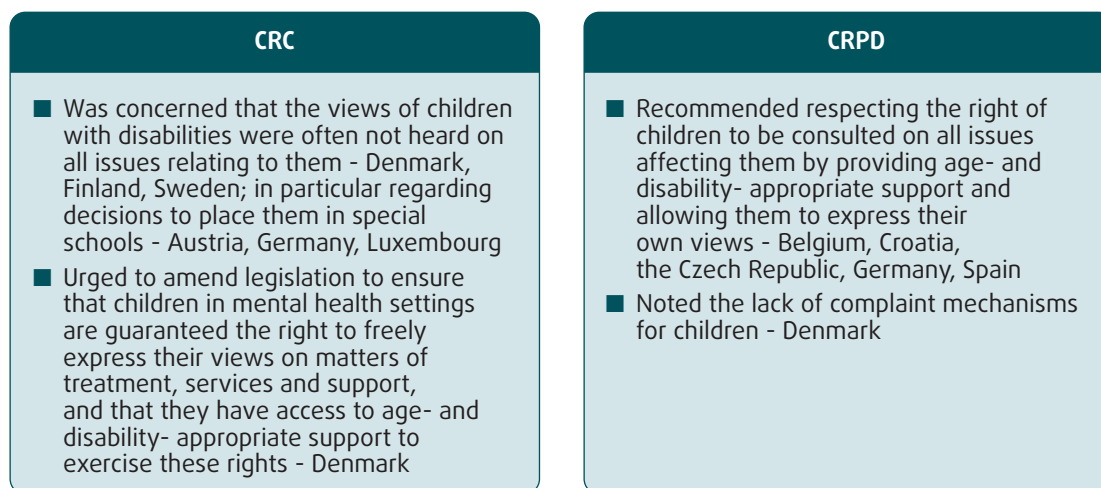 CRC
■ Was concerned that the views of children
with disabilities were often not heard on
all issues relating to them - Denmark,
Finland, Sweden; in particular regarding
decisions to place them in special
schools - Austria, Germany, Luxembourg
■ Urged to amend legislation to ensure
that children in mental health settings
are guaranteed the right to freely
express their views on matters of
treatment, services and support,
and that they have access to age- and
disability- appropriate support to
exercise these rights - Denmark
CRPD
■ Recommended respecting the right of
children to be consulted on all issues
affecting them by providing age- and
disability- appropriate support and
allowing them to express their
own views - Belgium, Croatia,
the Czech Republic, Germany, Spain
■ Noted the lack of complaint mechanisms
for children - Denmark